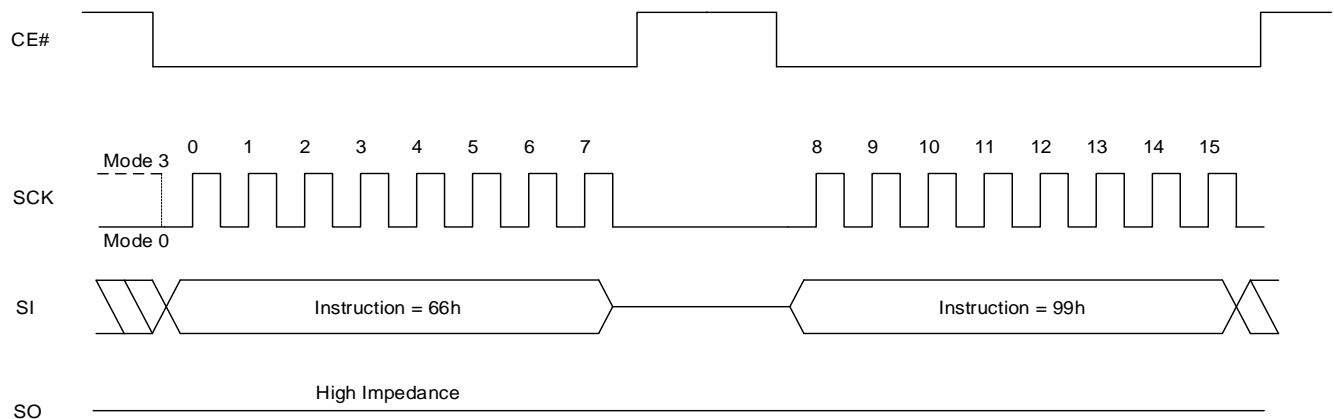 CE#
0 1 2 3 4 5 6 7 8 9 10 11 12 13 14 15
Mode 3
SCK
Mode 0
SI
Instruction = 66h
Instruction = 99h
High Impedance
SO